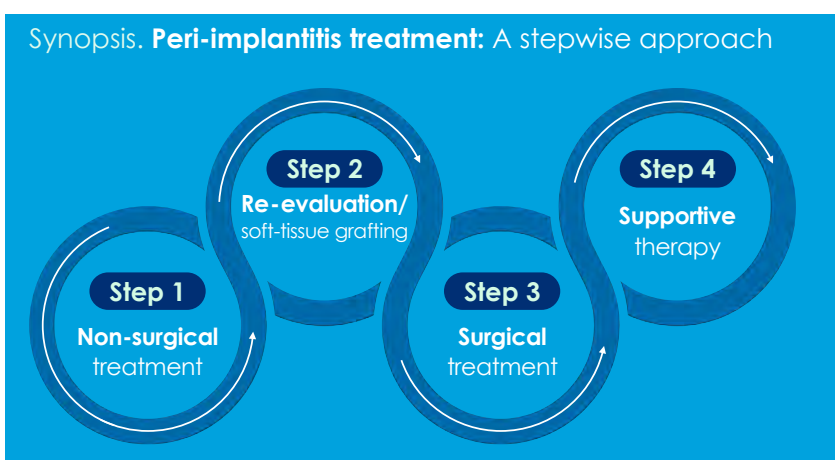 Synopsis. Peri-implantitis treatment: A stepwise approach
Step 1
Non-surgical
treatment
Step 2
Re-evaluation/
soft-tissue grafting
Step 3
Surgical
treatment
Step 4
Supportive
therapy